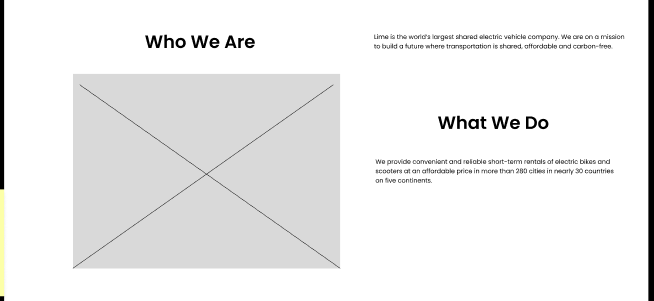 Who We Are
Lime is the world's largest shared electric vehicle company. We are on a mission
to build a future where transportation is shared, affordable and carbon-free.
What We Do
We provide convenient and reliable short-term rentals of electric bikes and
scooters at an affordable price in more than 280 cities in nearly 30 countries
on five continents.